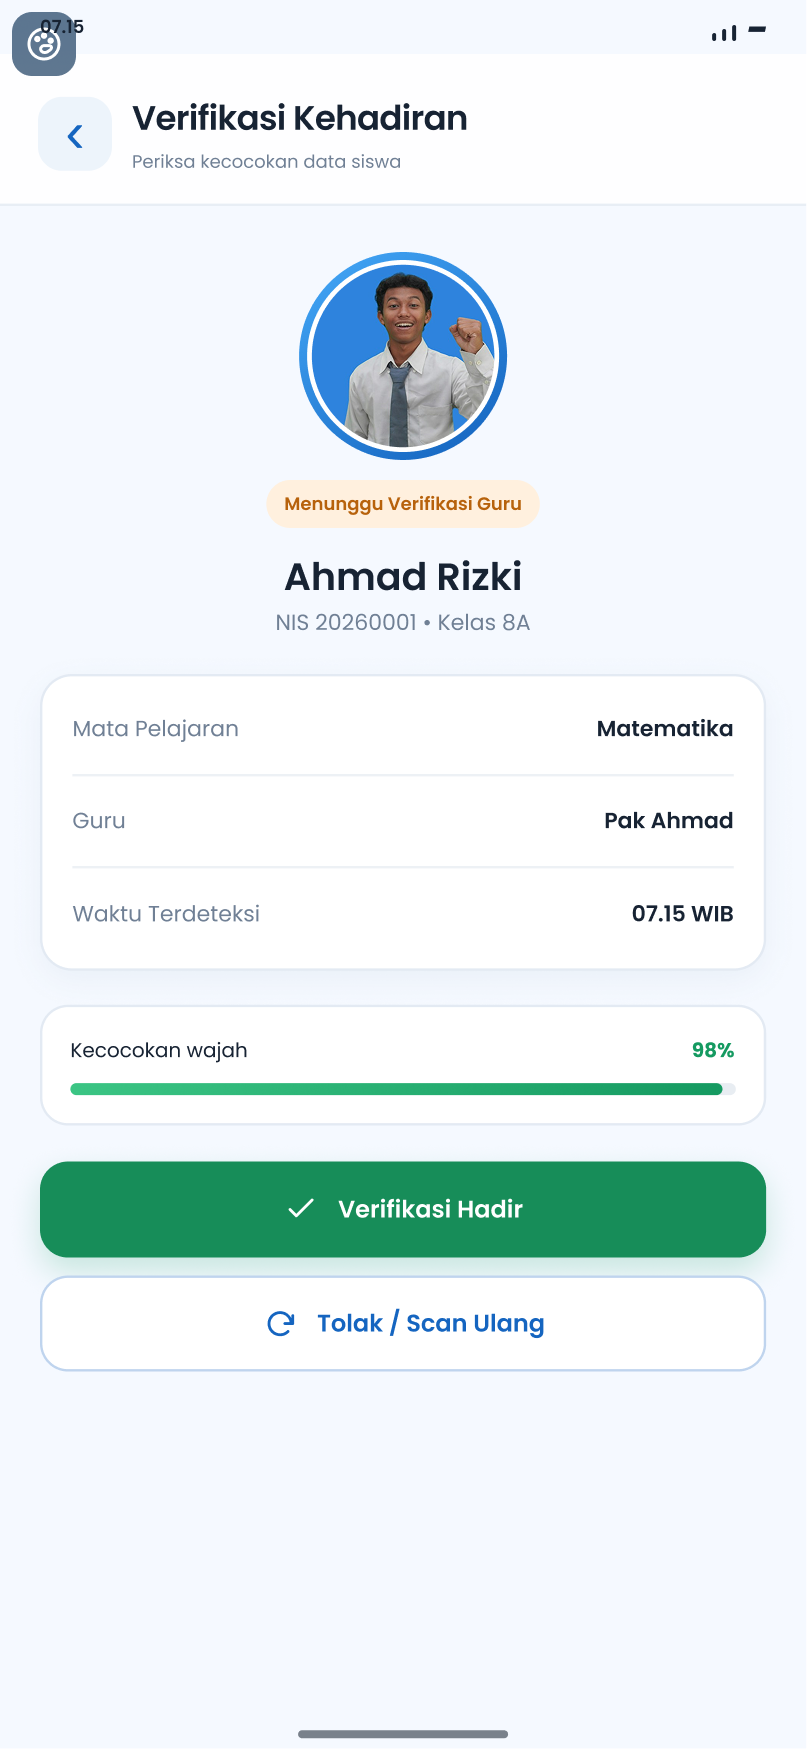 07.15
Verifikasi Kehadiran
Periksa kecocokan data siswa
Menunggu Verifikasi Guru
Ahmad Rizki
NIS 20260001 • Kelas 8A
Mata Pelajaran Matematika
Guru Pak Ahmad
Waktu Terdeteksi 07.15 WIB
Kecocokan wajah 98%
Verifikasi Hadir
Tolak / Scan Ulang